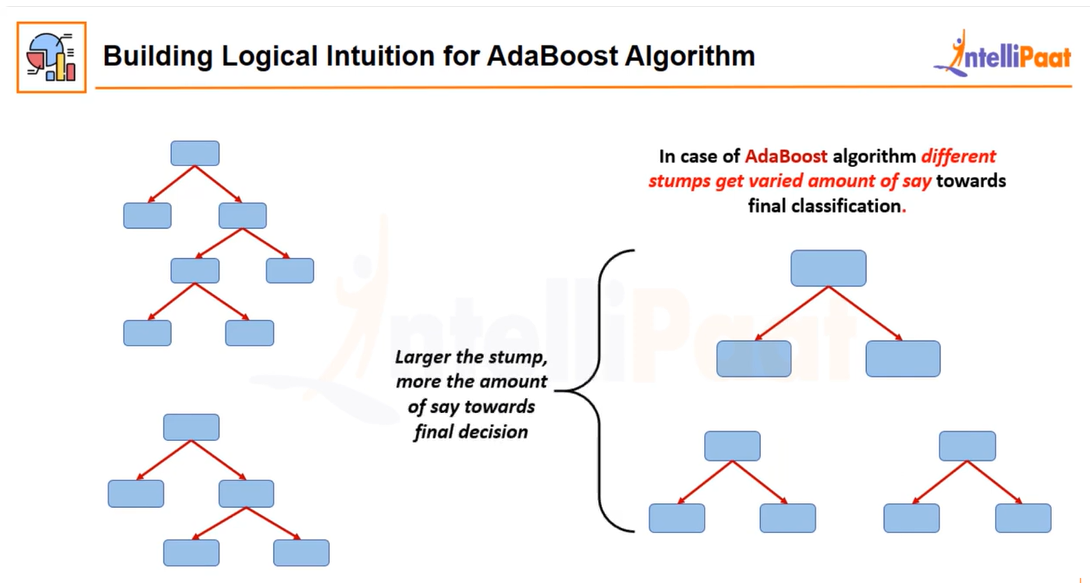 Building Logical Intuition for AdaBoost Algorithm
IntelliPaat
In case of AdaBoost algorithm different
stumps get varied amount of say towards
final classification.
IntelliPaat
Larger the stump,
more the amount
of say towards
final decision